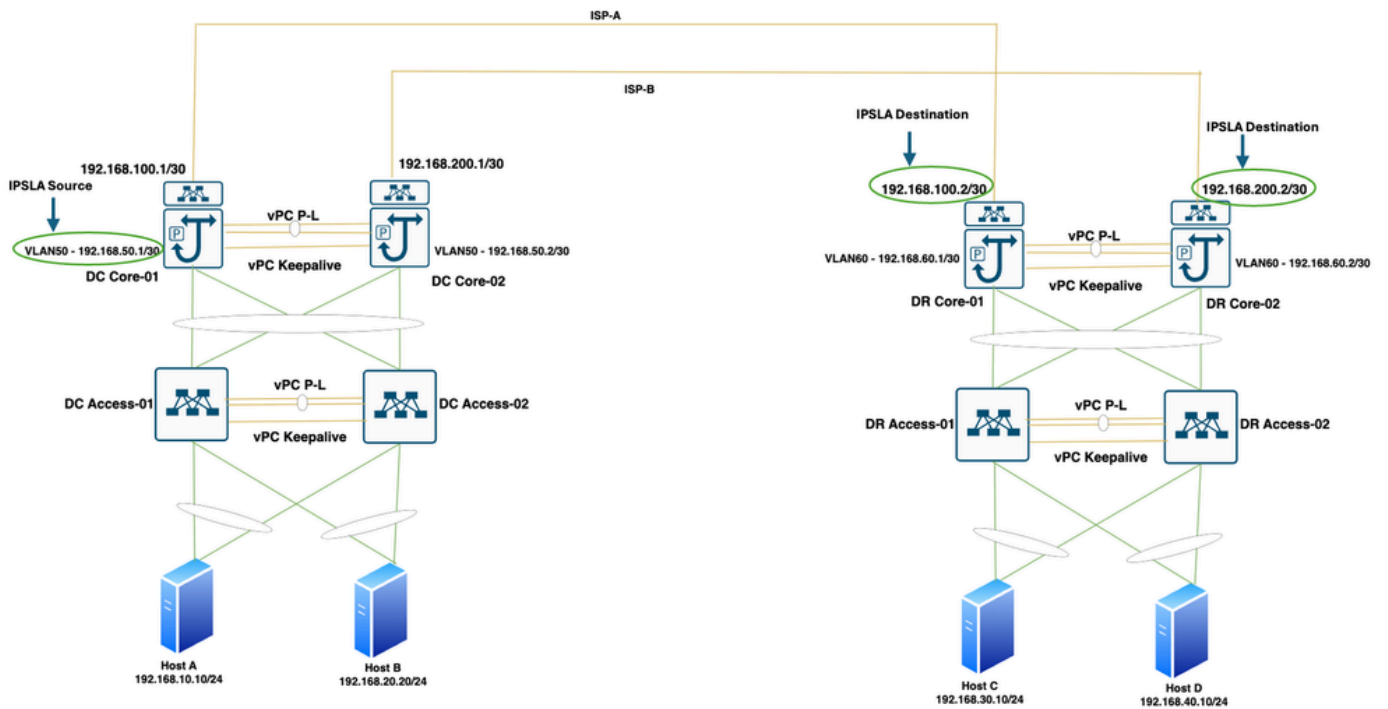 ISP-A
ISP-B
IPSLA Destination
IPSLA Destination
192.168.100.1/30
192.168.200.1/30
IPSLA Source
192.168.100.2/30
192.168.200.2/30
P
vPC P-L
P
VLAN50 - 192.168.50.1/30
VLAN50 - 192.168.50.2/30
vPC Keepalive
DC Core-01
DC Core-02
P
vPC P-L
P
VLAN60 - 192.168.60.1/30
VLAN60 - 192.168.60.2/30
vPC Keepalive
DR Core-01
DR Core-02
DC Access-01
vPC P-L
DC Access-02
vPC Keepalive
DR Access-01
vPC P-L
DR Access-02
vPC Keepalive
Host A
192.168.10.10/24
Host B
192.168.20.20/24
Host C
192.168.30.10/24
Host D
192.168.40.10/24